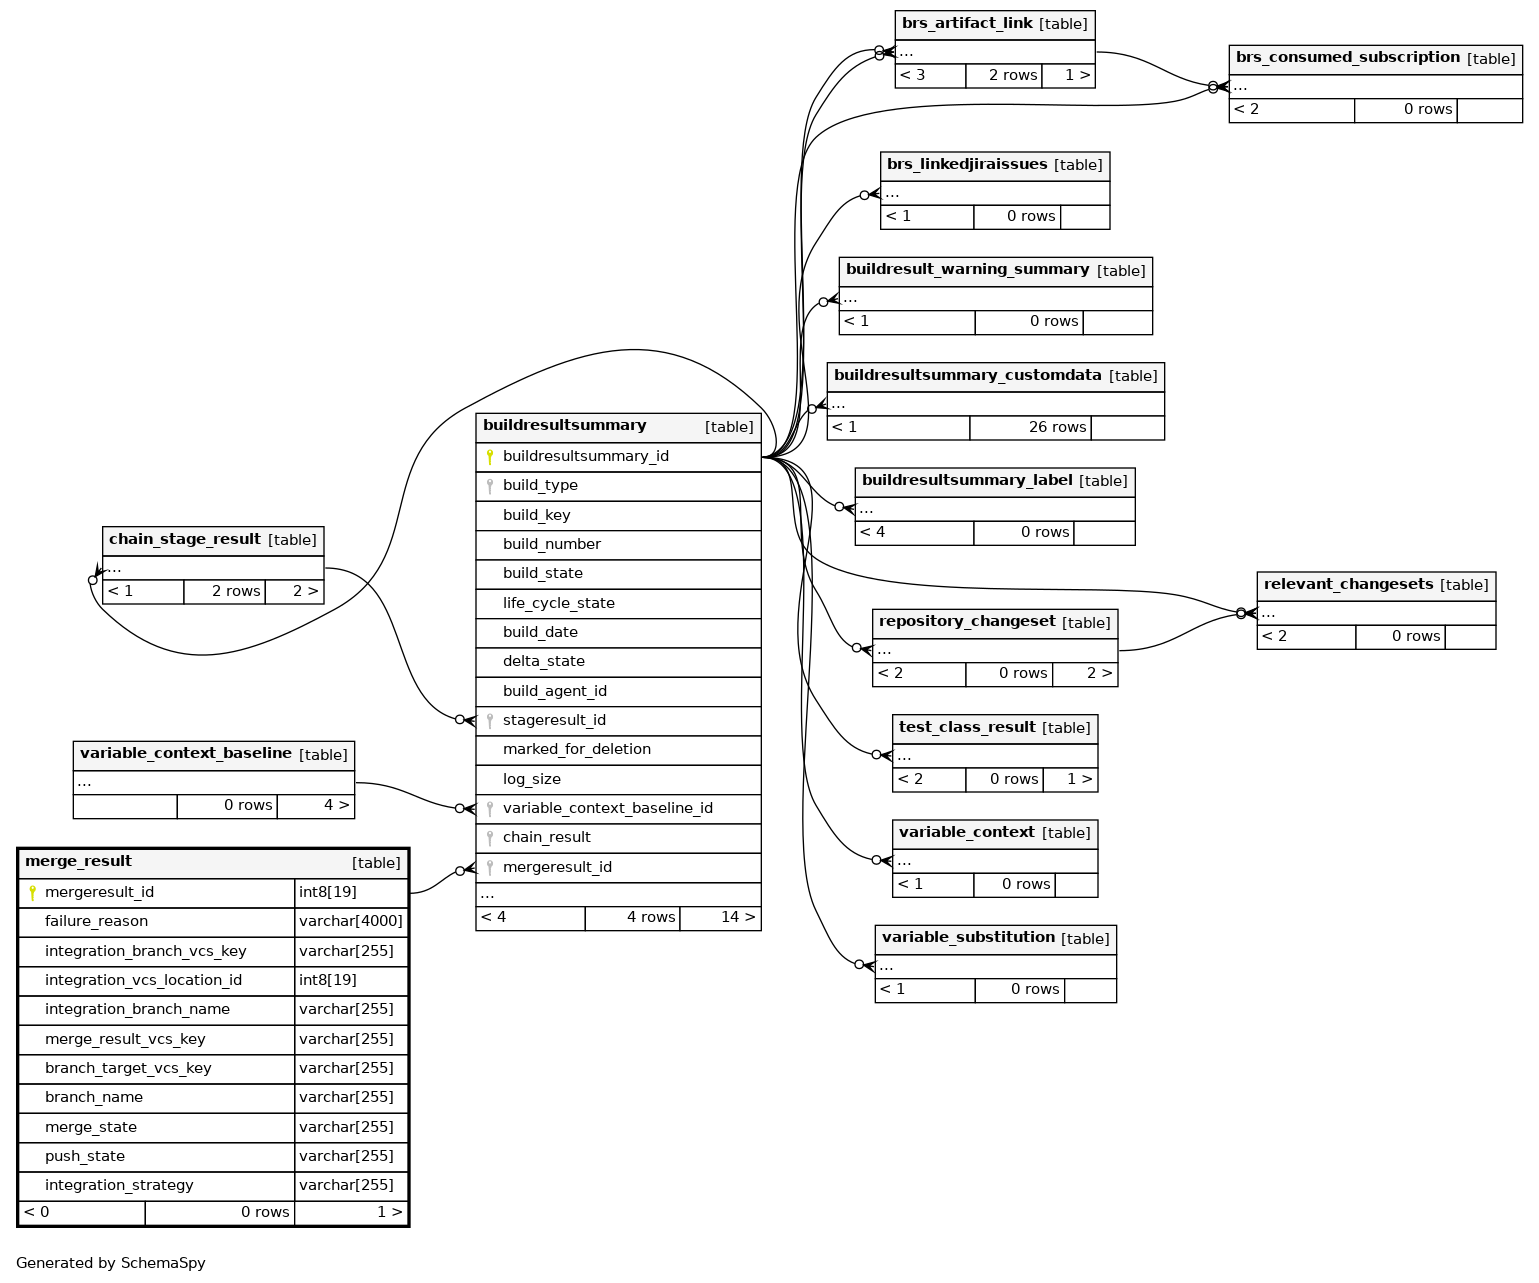 brs_artifact_link [table]
...
< 3 2 rows 1 >
brs_consumed_subscription [table]
...
< 2 0 rows
brs_linkedjiraissues [table]
...
< 1 0 rows
buildresult_warning_summary [table]
...
< 1 0 rows
buildresultsummary_customdata [table]
...
< 1 26 rows
buildresultsummary [table]
buildresultsummary_id
build_type
build_key
build_number
build_state
life_cycle_state
build_date
delta_state
build_agent_id
stageresult_id
marked_for_deletion
log_size
variable_context_baseline_id
chain_result
mergeresult_id
...
< 4 4 rows 14 >
buildresultsummary_label [table]
...
< 4 0 rows
chain_stage_result [table]
...
< 1 2 rows 2 >
relevant_changesets [table]
...
< 2 0 rows
repository_changeset [table]
...
< 2 0 rows 2 >
test_class_result [table]
...
< 2 0 rows 1 >
variable_context_baseline [table]
...
0 rows 4 >
variable_context [table]
...
< 1 0 rows
merge_result [table]
mergeresult_id int8[19]
failure_reason varchar[4000]
integration_branch_vcs_key varchar[255]
integration_vcs_location_id int8[19]
integration_branch_name varchar[255]
merge_result_vcs_key varchar[255]
branch_target_vcs_key varchar[255]
branch_name varchar[255]
merge_state varchar[255]
push_state varchar[255]
integration_strategy varchar[255]
< 0 0 rows 1 >
variable_substitution [table]
...
< 1 0 rows
Generated by SchemaSpy